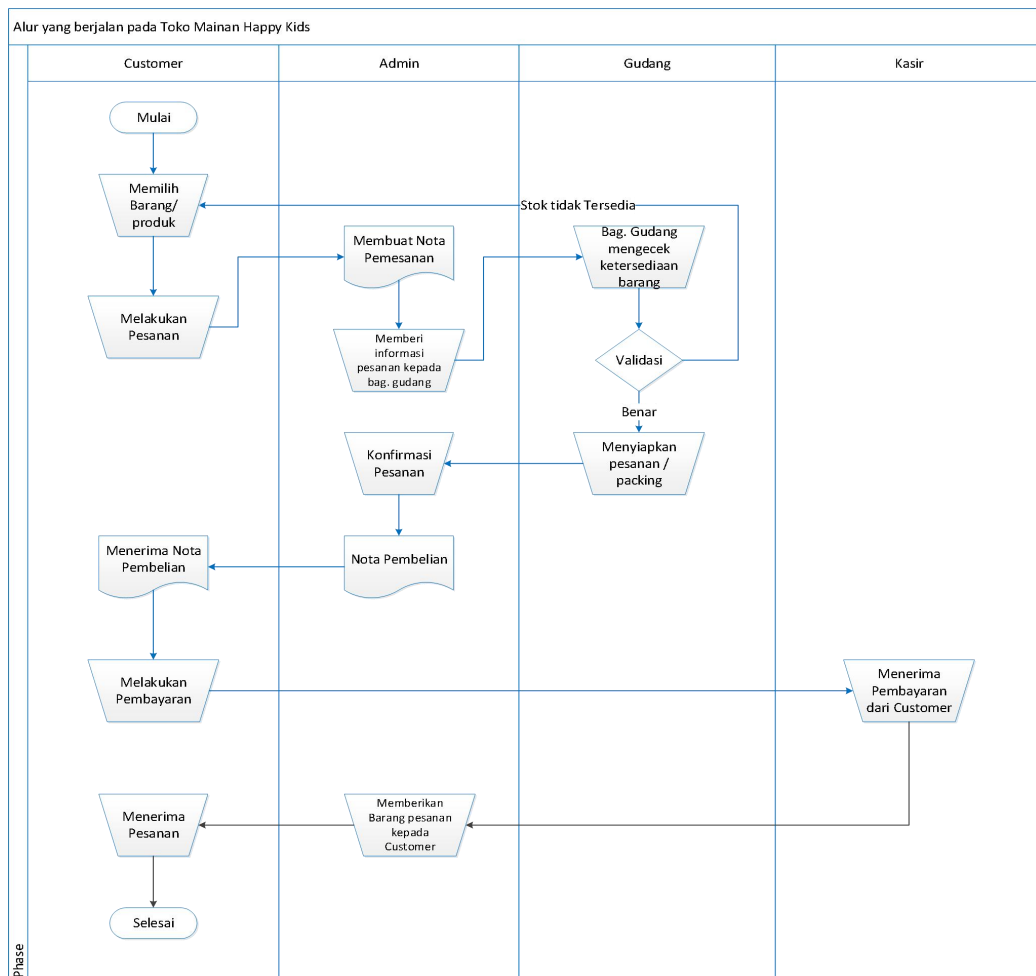 Alur yang berjalan pada Toko Mainan Happy Kids
Customer
Admin
Gudang
Kasir
Mulai
Memilih
Barang/
produk
Stok tidak Tersedia
Melakukan
Pesanan
Membuat Nota
Pemesanan
Memberi
informasi
pesanan kepada
bag. gudang
Bag. Gudang
mengecek
ketersediaan
barang
Validasi
Benar
Menyiapkan
pesanan /
packing
Konfirmasi
Pesanan
Nota Pembelian
Menerima Nota
Pembelian
Melakukan
Pembayaran
Menerima
Pembayaran
dari Customer
Memberikan
Barang pesanan
kepada
Customer
Menerima
Pesanan
Selesai
Phase